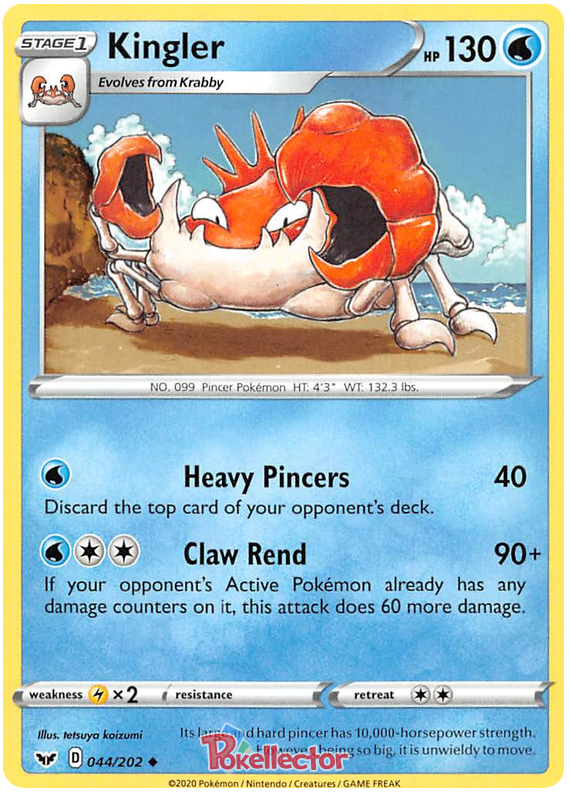 STAGE 1
Kingler
HP 130
Evolves from Krabby
NO. 099 Pincer Pokémon HT: 4'3" WT: 132.3 lbs.
Heavy Pincers 40
Discard the top card of your opponent's deck.
Claw Rend 90+
If your opponent's Active Pokémon already has any
damage counters on it, this attack does 60 more damage.
weakness ×2 resistance retreat
Illus. tetsuya koizumi
Its large and hard pincer has 10,000-horsepower strength.
However, being so big, it is unwieldy to move.
Pokellector
D 044/202
©2020 Pokémon / Nintendo / Creatures / GAME FREAK